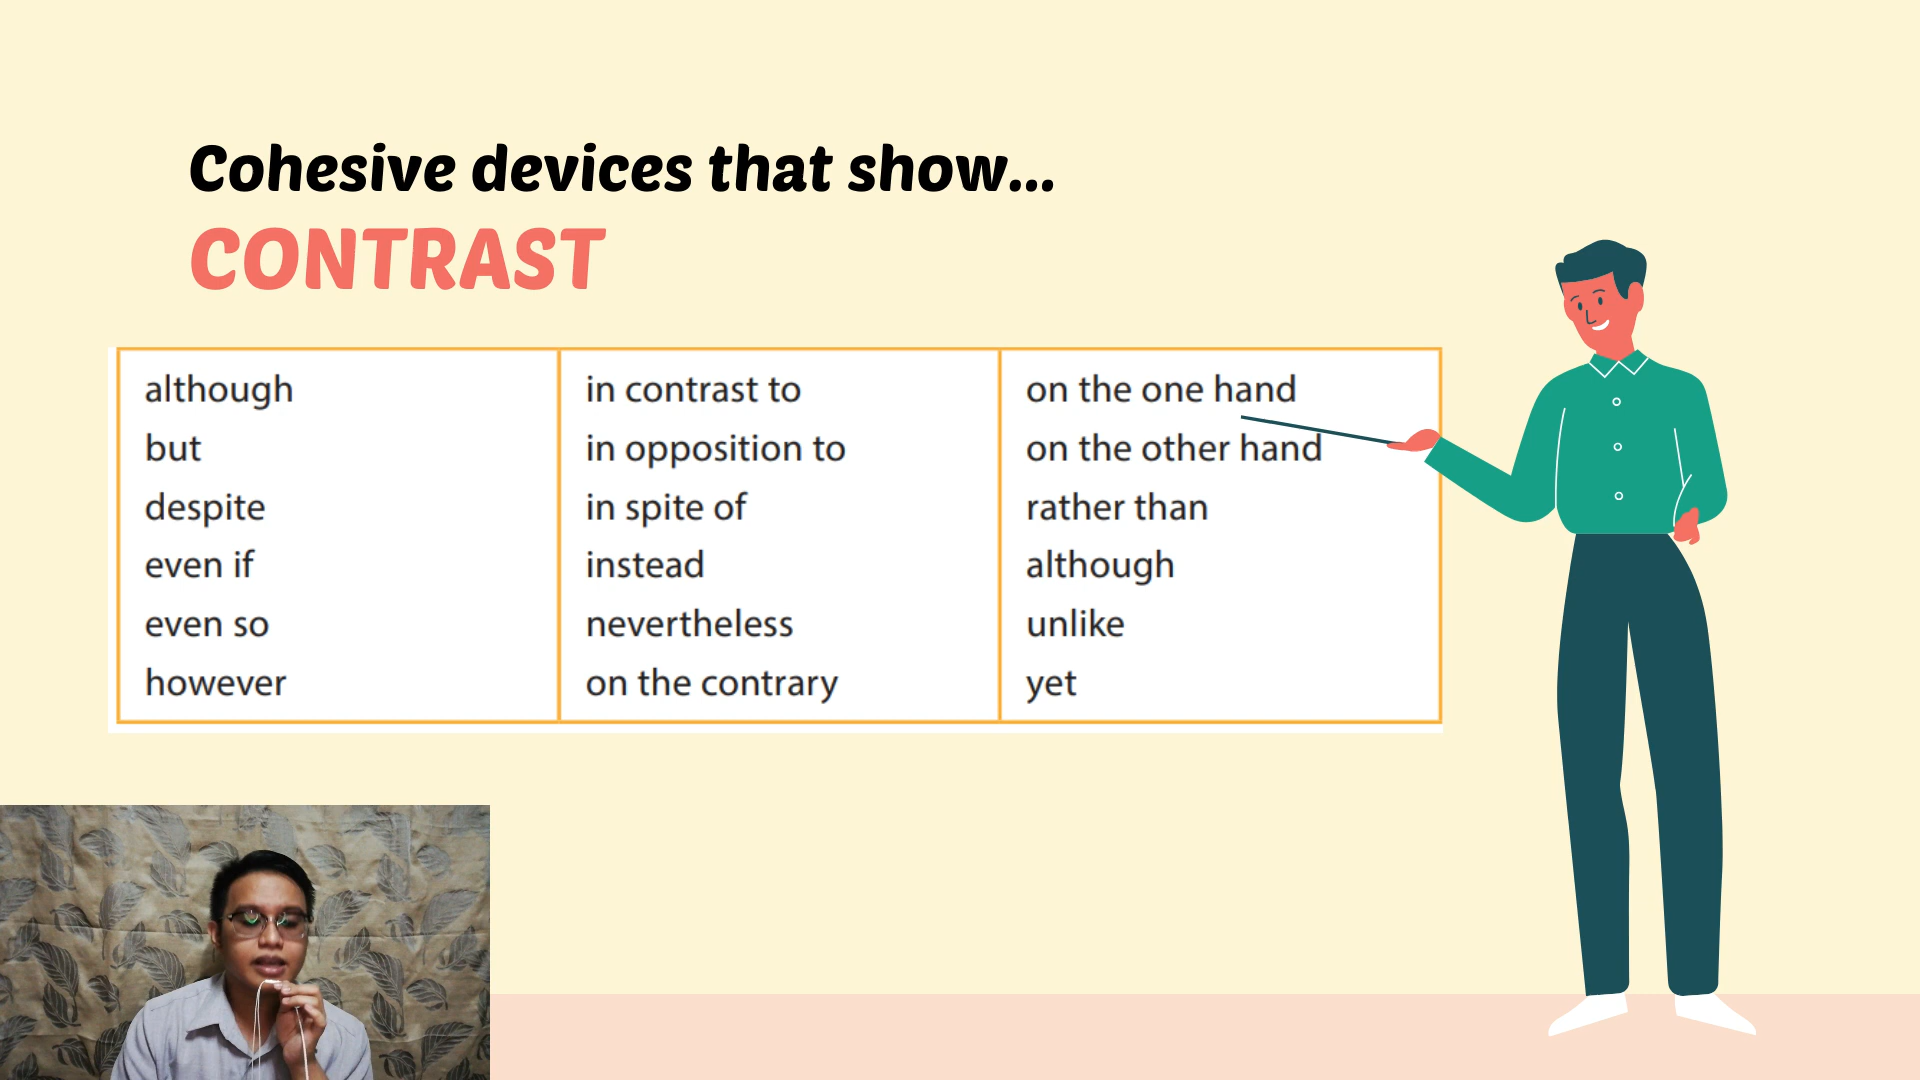 Cohesive devices that show...
CONTRAST
although
but
despite
even if
even so
however
in contrast to
in opposition to
in spite of
instead
nevertheless
on the contrary
on the one hand
on the other hand
rather than
although
unlike
yet